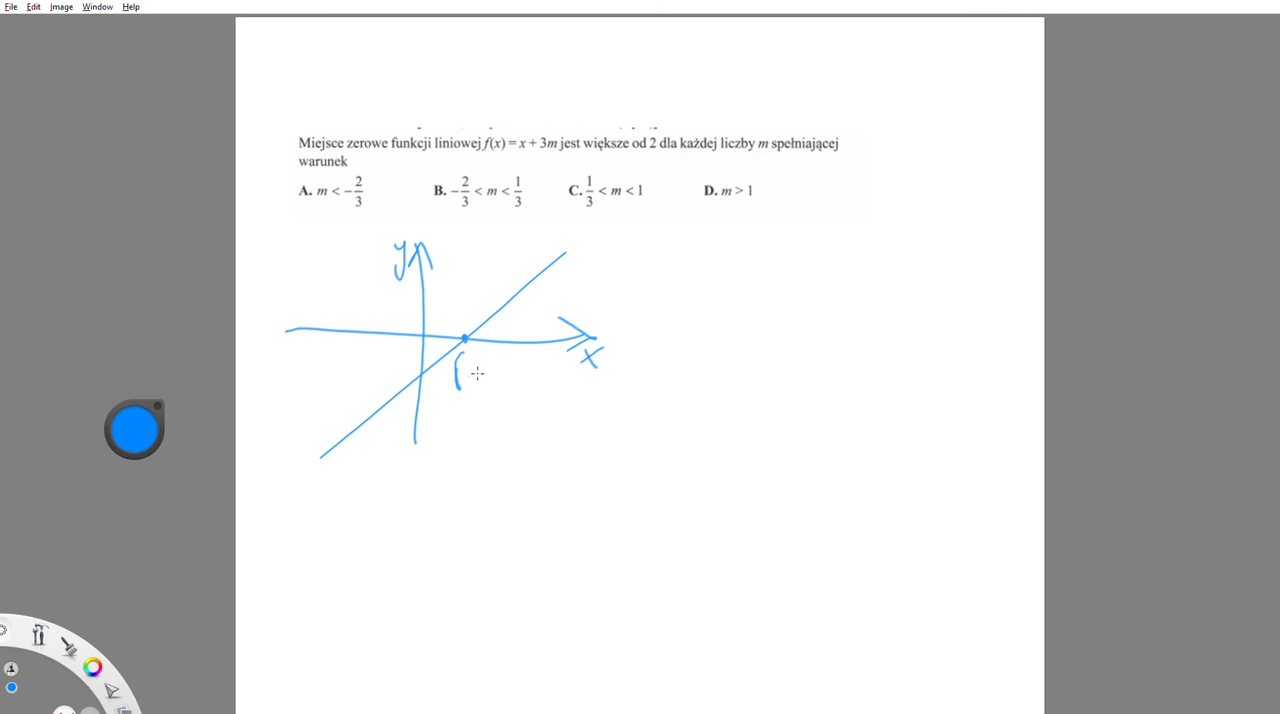 File Edit Image Window Help
Miejsce zerowe funkcji liniowej f(x) = x + 3m jest większe od 2 dla każdej liczby m spełniającej
warunek
A. m < -2/3 B. -2/3 < m < 1/3 C. 1/3 < m < 1 D. m > 1
y
x
(